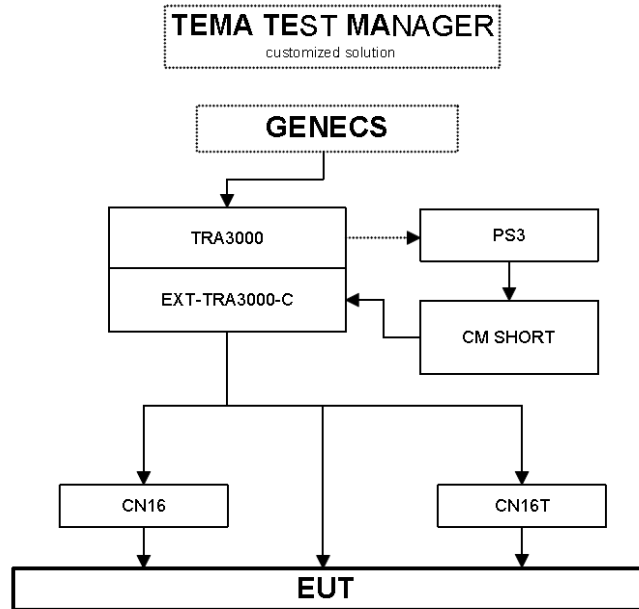 TEMA TEST MANAGER
customized solution
GENECS
TRA3000
PS3
EXT-TRA3000-C
CM SHORT
CN16
CN16T
EUT